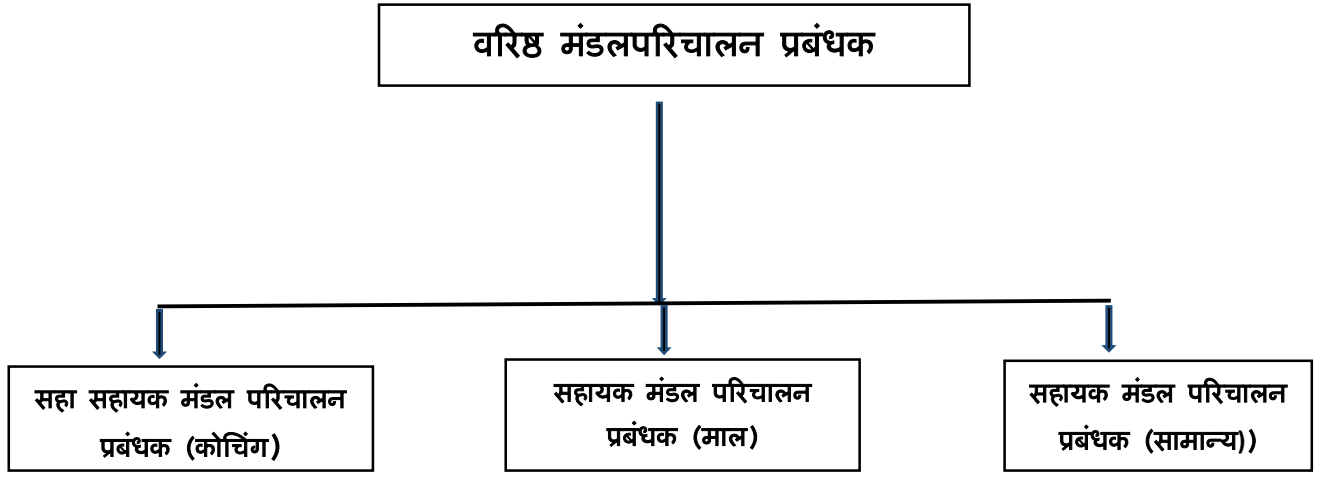 वरिष्ठ मंडलपरिचालन प्रबंधक
सहा सहायक मंडल परिचालन
प्रबंधक (कोचिंग)
सहायक मंडल परिचालन
प्रबंधक (माल)
सहायक मंडल परिचालन
प्रबंधक (सामान्य))